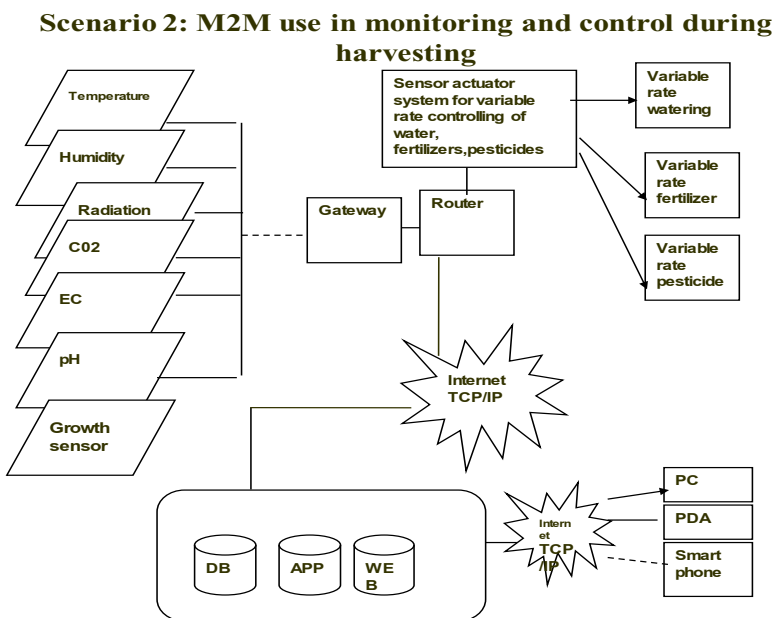 Scenario 2: M2M use in monitoring and control during
harvesting
Temperature
Humidity
Radiation
C02
EC
pH
Growth
sensor
Gateway
Router
Sensor actuator
system for variable
rate controlling of
water,
fertilizers,pesticides
Variable
rate
watering
Variable
rate
fertilizer
Variable
rate
pesticide
Internet
TCP/IP
DB
APP
WE
B
Intern
et
TCP
/IP
PC
PDA
Smart
phone